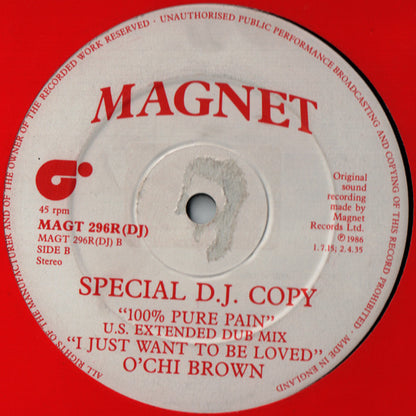 ALL RIGHTS OF THE MANUFACTURER AND OF THE OWNER OF THE RECORDED WORK RESERVED · UNAUTHORISED PUBLIC PERFORMANCE BROADCASTING AND COPYING OF THIS RECORD PROHIBITED · MADE IN ENGLAND
MAGNET
45 rpm
MAGT 296R(DJ)
MAGT 296R(DJ) B
SIDE B
Stereo
Original
sound
recording
made by
Magnet
Records Ltd.
Ⓟ 1986
1.7.15; 2.4.35
SPECIAL D.J. COPY
“100% PURE PAIN”
U.S. EXTENDED DUB MIX
“I JUST WANT TO BE LOVED”
O'CHI BROWN